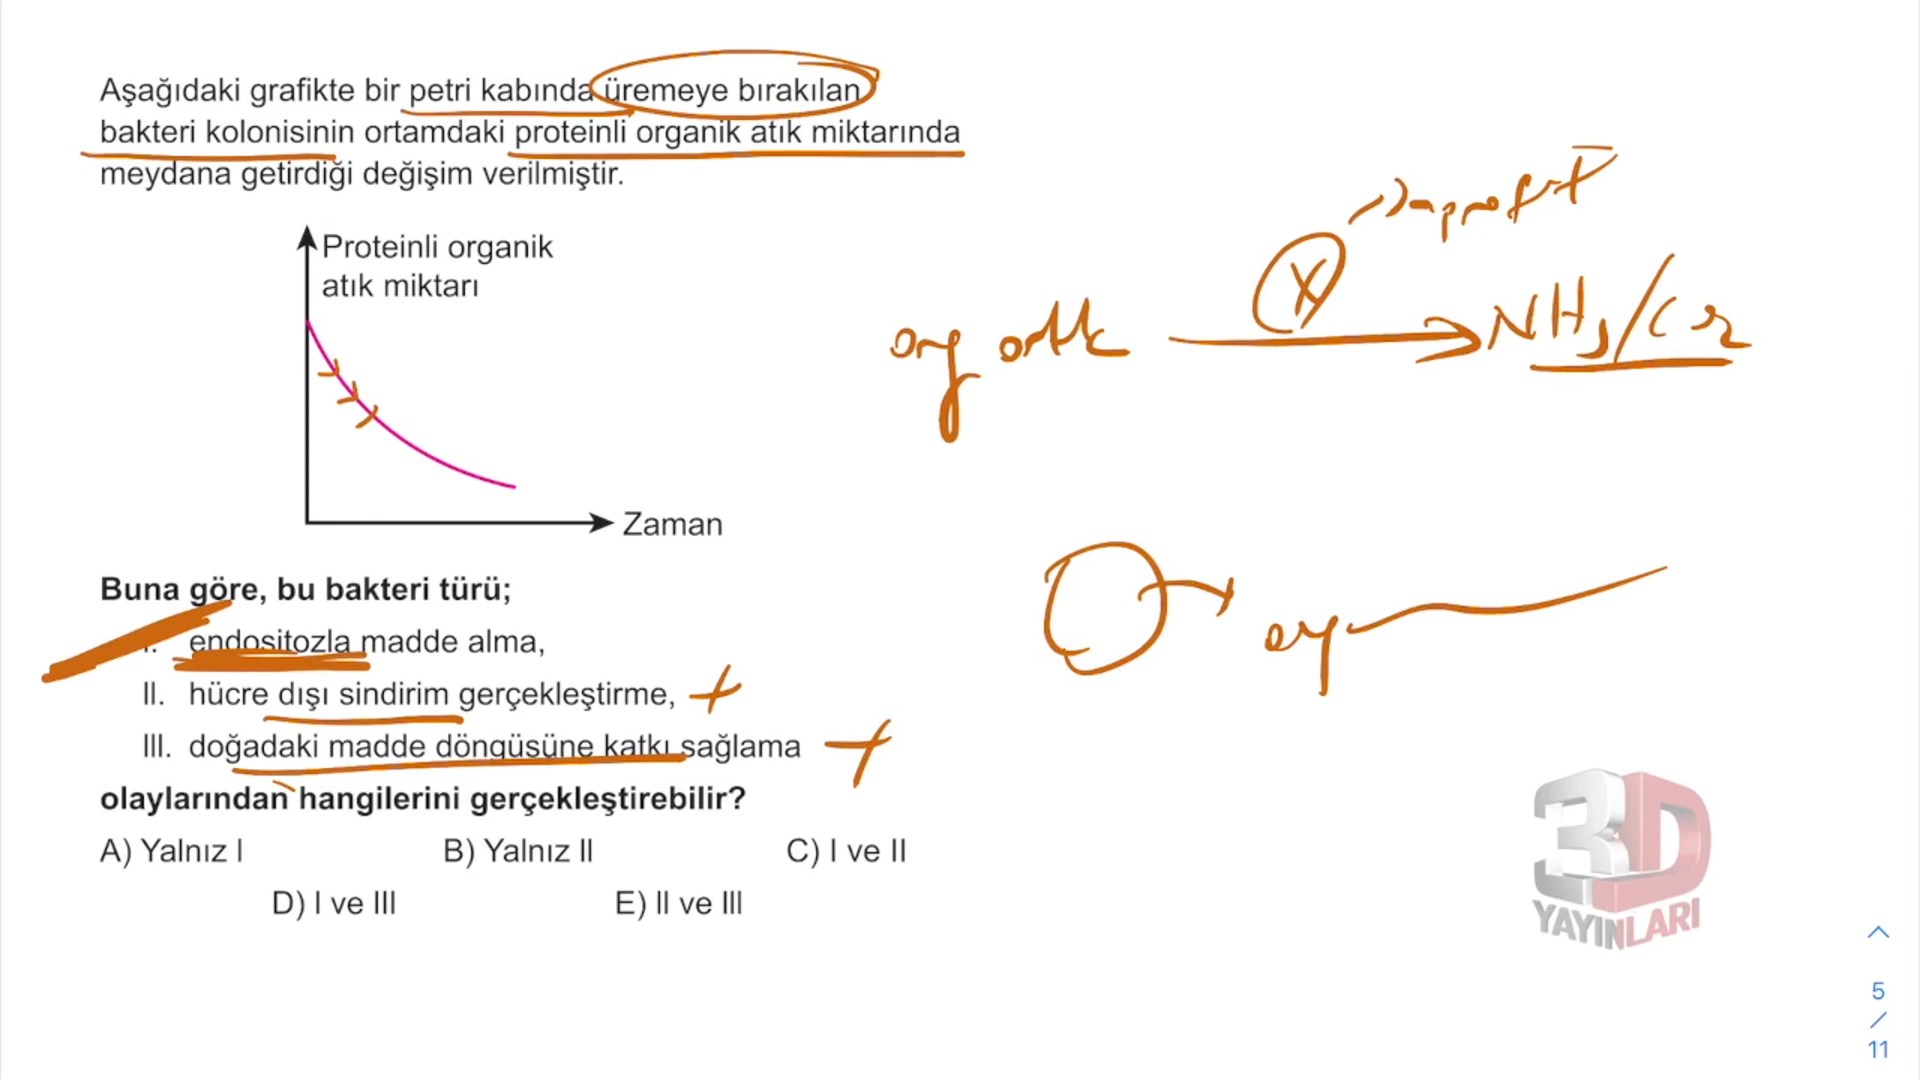 Aşağıdaki grafikte bir petri kabında üremeye bırakılan
bakteri kolonisinin ortamdaki proteinli organik atık miktarında
meydana getirdiği değişim verilmiştir.
Proteinli organik
atık miktarı
Zaman
org
X
NH3/
Buna göre, bu bakteri türü;
I. endositozla madde alma,
II. hücre dışı sindirim gerçekleştirme, +
III. doğadaki madde döngüsüne katkı sağlama +
olaylarından hangilerini gerçekleştirebilir?
A) Yalnız I B) Yalnız II C) I ve II
D) I ve III E) II ve III
3D
YAYINLARI
5
/
11